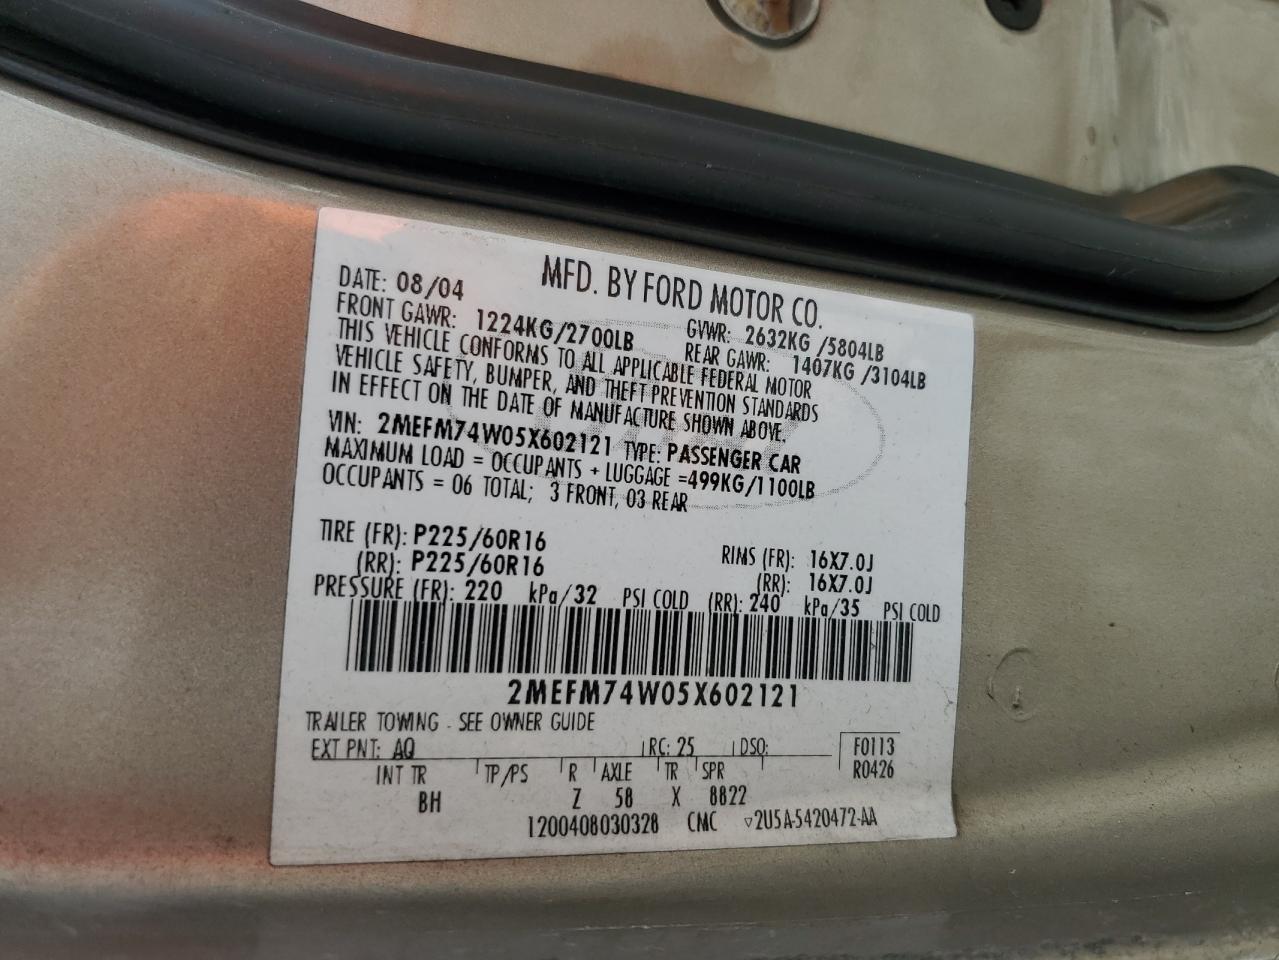 MFD. BY FORD MOTOR CO.
DATE: 08/04 GVWR: 2632KG /5804LB
FRONT GAWR: 1224KG/2700LB REAR GAWR: 1407KG /3104LB
THIS VEHICLE CONFORMS TO ALL APPLICABLE FEDERAL MOTOR
VEHICLE SAFETY, BUMPER, AND THEFT PREVENTION STANDARDS
IN EFFECT ON THE DATE OF MANUFACTURE SHOWN ABOVE.
VIN: 2MEFM74W05X602121 TYPE: PASSENGER CAR
MAXIMUM LOAD = OCCUPANTS + LUGGAGE =499KG/1100LB
OCCUPANTS = 06 TOTAL; 3 FRONT, 03 REAR
TIRE (FR): P225/60R16 RIMS (FR): 16X7.0J
(RR): P225/60R16 (RR): 16X7.0J
PRESSURE (FR): 220 kPa/32 PSI COLD (RR): 240 kPa/35 PSI COLD
2MEFM74W05X602121
TRAILER TOWING - SEE OWNER GUIDE
EXT PNT: AQ RC: 25 DSO: F0113
INT TR TP/PS R AXLE TR SPR R0426
BH Z 58 X 8822
1200408030328 CMC ▿2U5A-5420472-AA